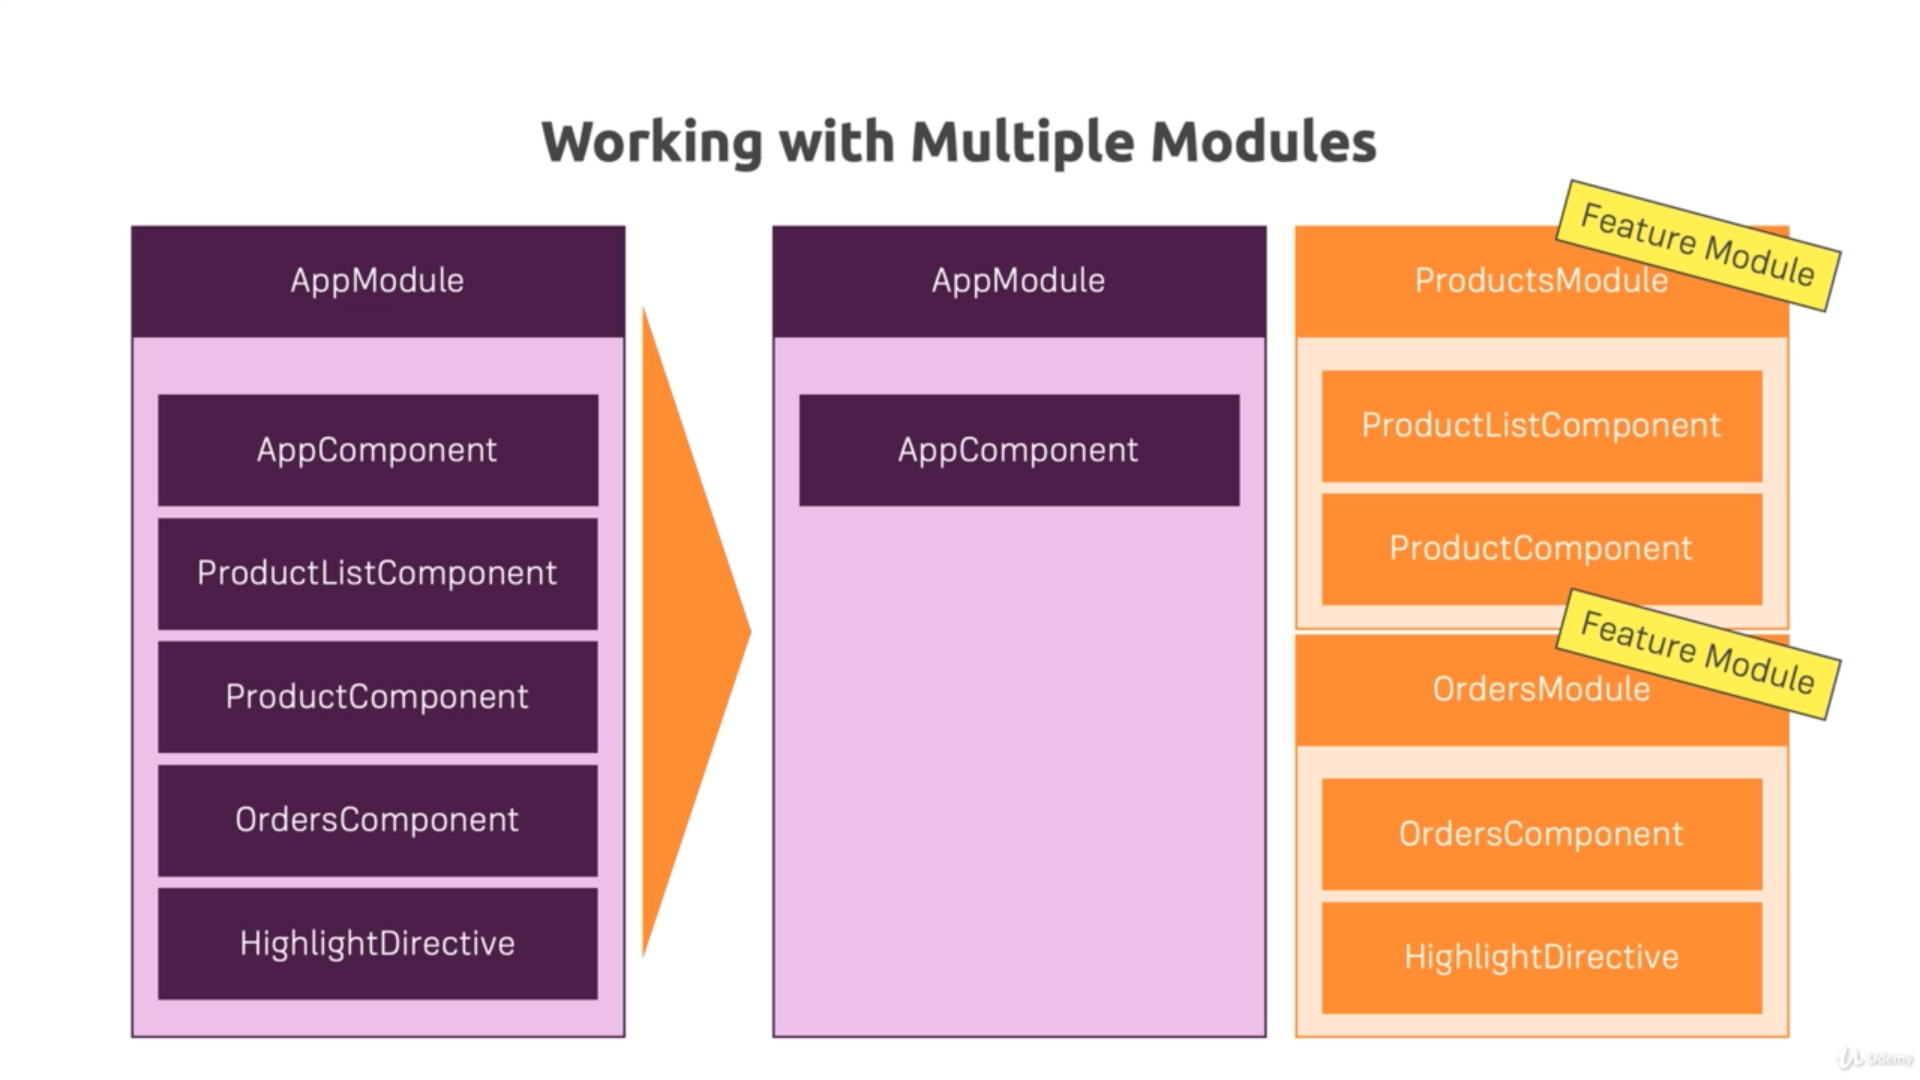 Working with Multiple Modules
AppModule
AppComponent
ProductListComponent
ProductComponent
OrdersComponent
HighlightDirective
AppModule
AppComponent
Feature Module
ProductsModule
ProductListComponent
ProductComponent
Feature Module
OrdersModule
OrdersComponent
HighlightDirective
Udemy